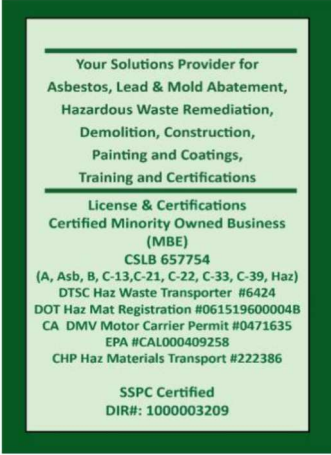 Your Solutions Provider for
Asbestos, Lead & Mold Abatement,
Hazardous Waste Remediation,
Demolition, Construction,
Painting and Coatings,
Training and Certifications
License & Certifications
Certified Minority Owned Business
(MBE)
CSLB 657754
(A, Asb, B, C-13,C-21, C-22, C-33, C-39, Haz)
DTSC Haz Waste Transporter #6424
DOT Haz Mat Registration #061519600004B
CA DMV Motor Carrier Permit #0471635
EPA #CAL000409258
CHP Haz Materials Transport #222386
SSPC Certified
DIR#: 1000003209